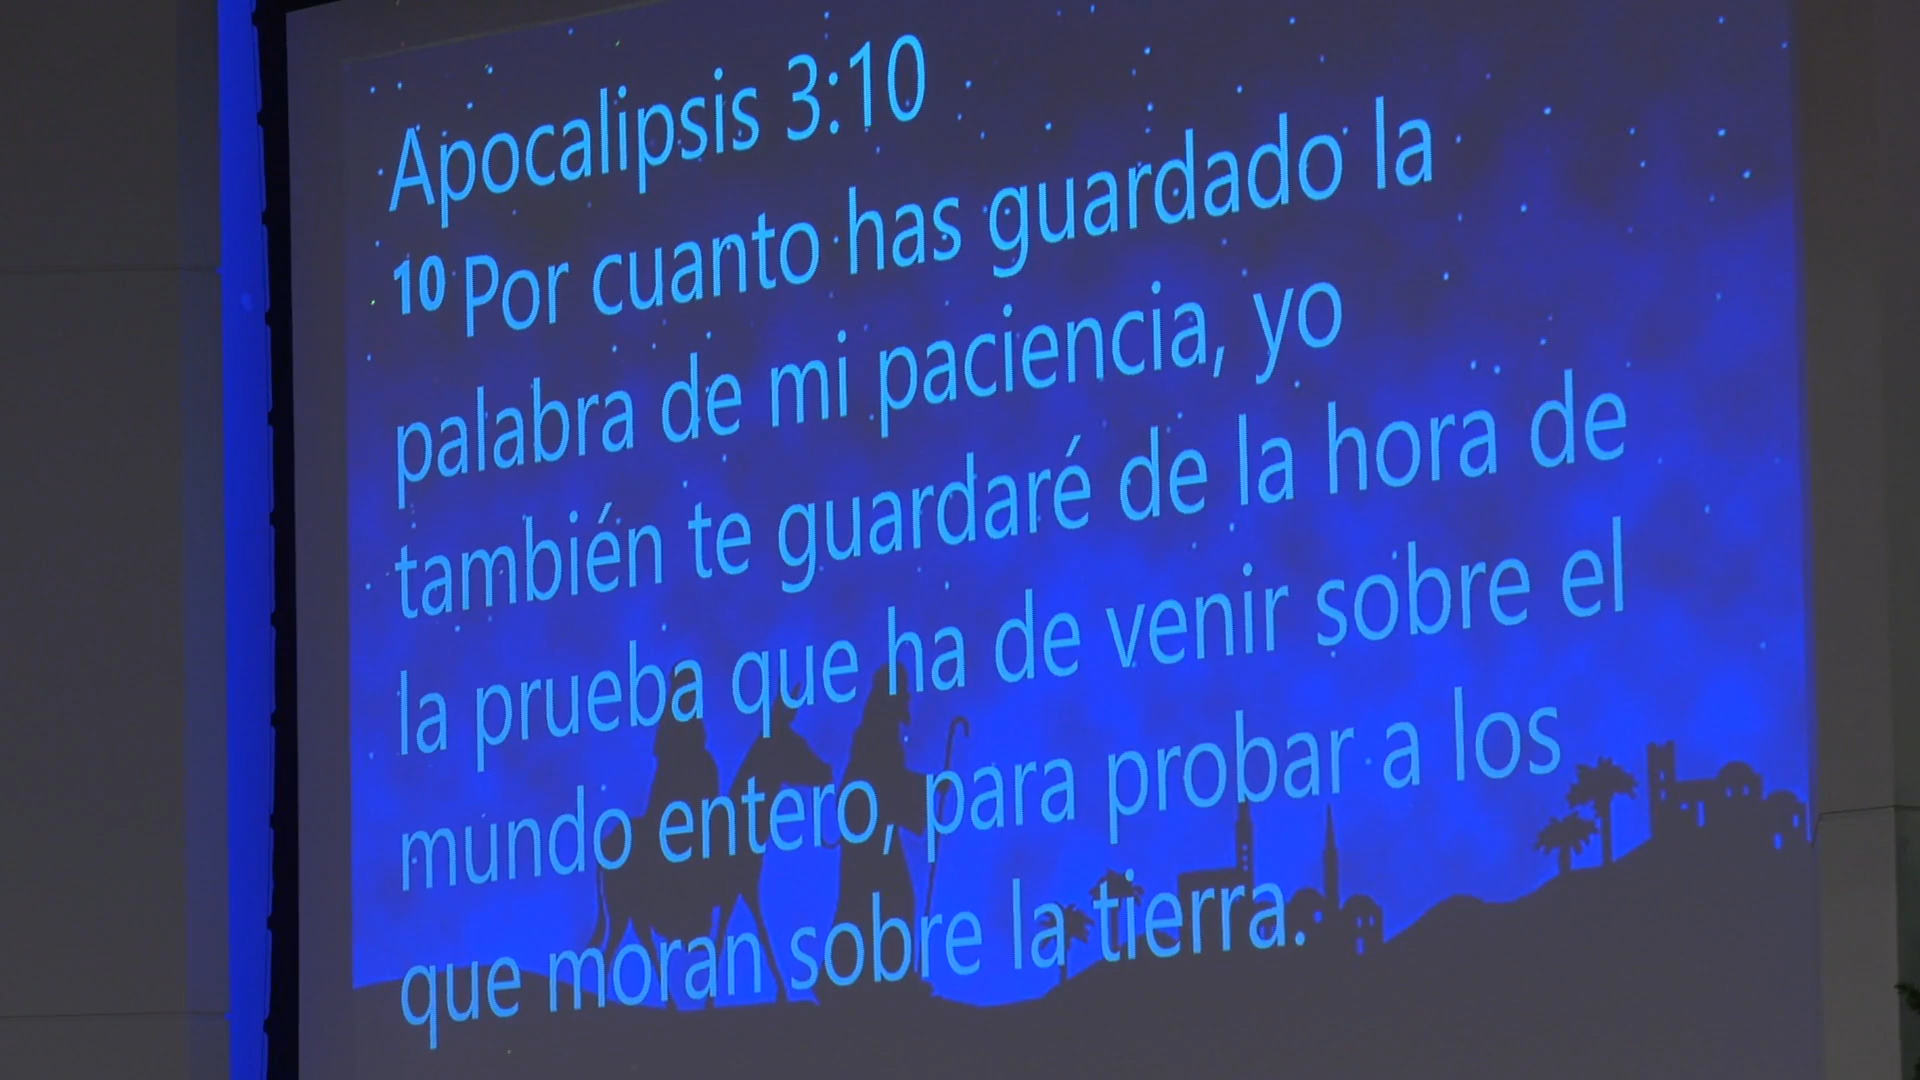 Apocalipsis 3:10
10 Por cuanto has guardado la
palabra de mi paciencia, yo
también te guardaré de la hora de
la prueba que ha de venir sobre el
mundo entero, para probar a los
que moran sobre la tierra.